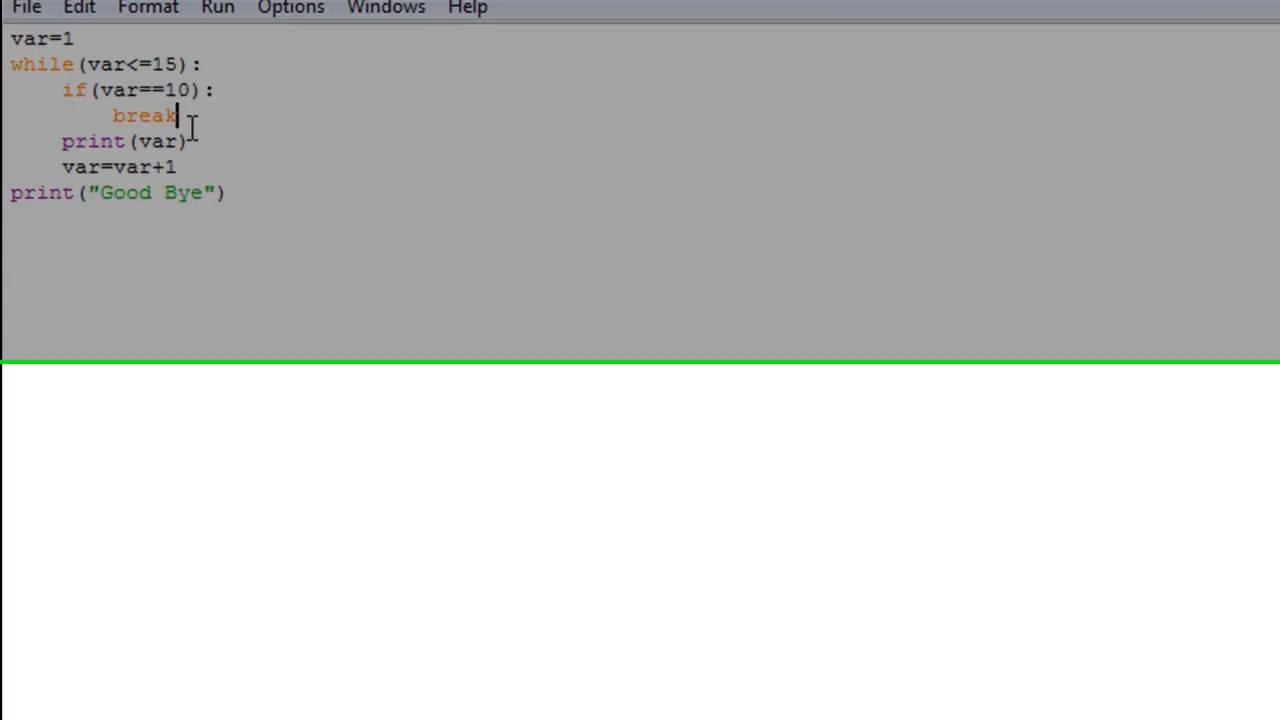 File Edit Format Run Options Windows Help
var=1
while(var<=15):
    if(var==10):
        break
    print(var)
    var=var+1
print("Good Bye")